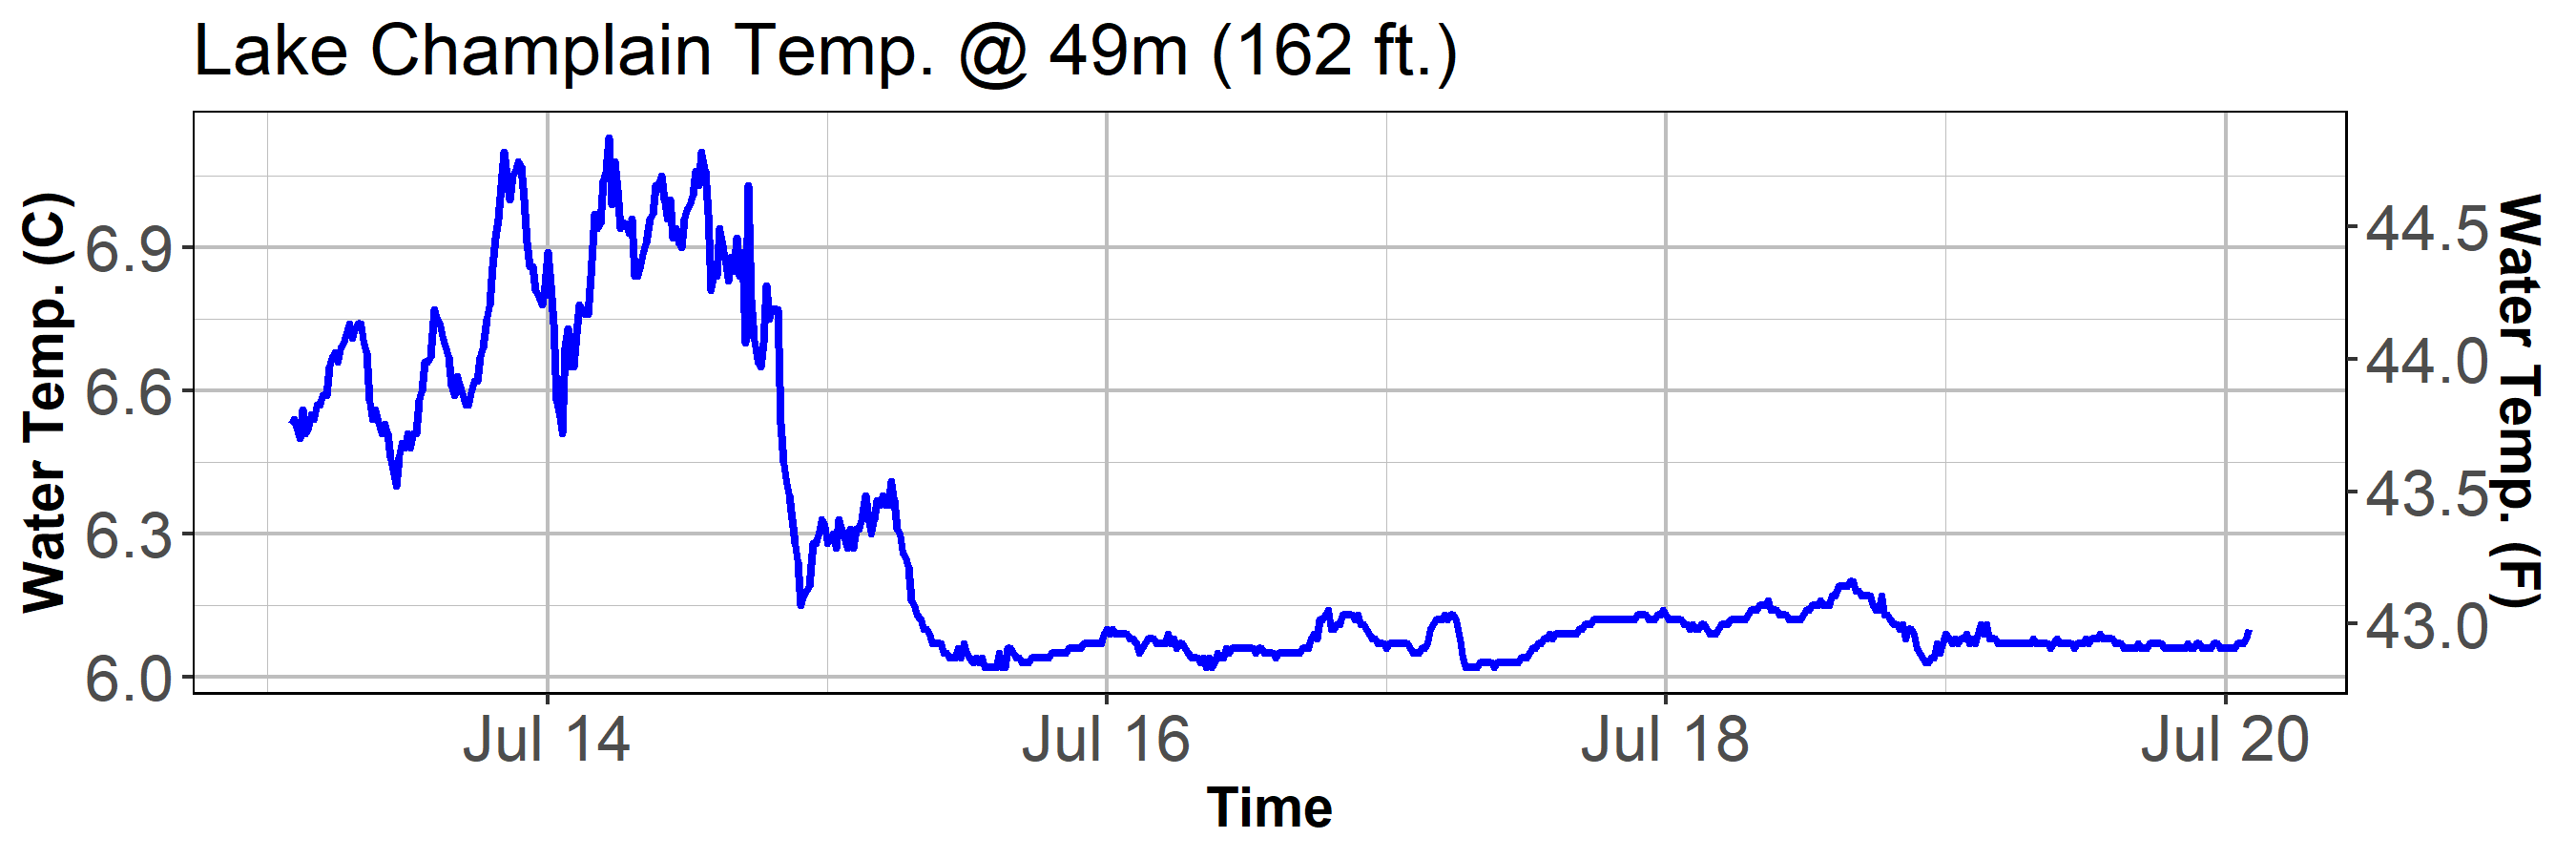 Lake Champlain Temp. @ 49m (162 ft.)
Water Temp. (C)
6.9
6.6
6.3
6.0
44.5
44.0
43.5
43.0
Water Temp. (F)
Jul 14
Jul 16
Jul 18
Jul 20
Time